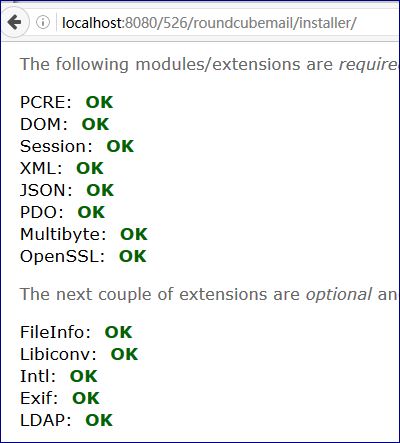 localhost:8080/526/roundcubemail/installer/
The following modules/extensions are require
PCRE: OK
DOM: OK
Session: OK
XML: OK
JSON: OK
PDO: OK
Multibyte: OK
OpenSSL: OK
The next couple of extensions are optional an
FileInfo: OK
Libiconv: OK
Intl: OK
Exif: OK
LDAP: OK